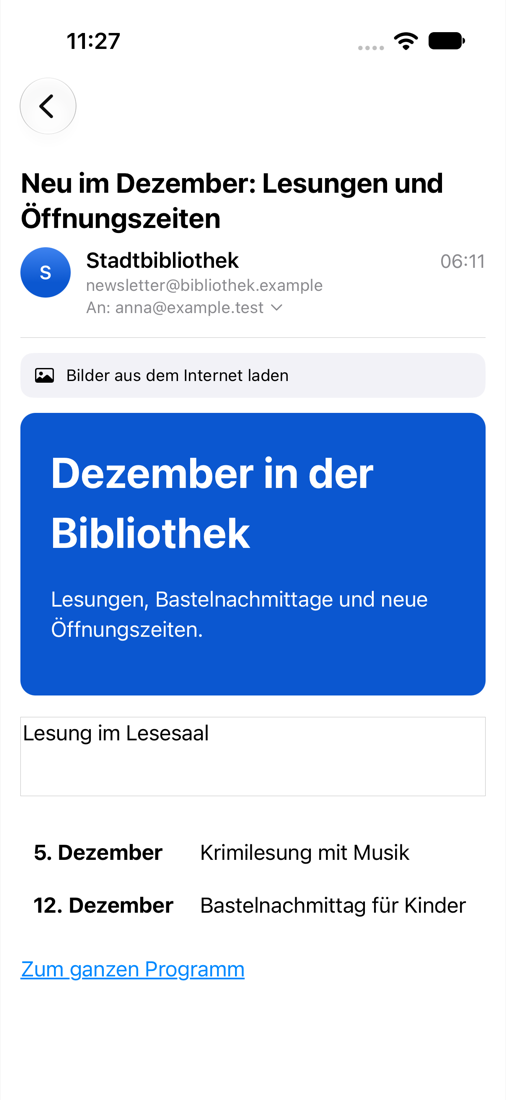 11:27
Neu im Dezember: Lesungen und
Öffnungszeiten
S
Stadtbibliothek
06:11
newsletter@bibliothek.example
An: anna@example.test
Bilder aus dem Internet laden
Dezember in der
Bibliothek
Lesungen, Bastelnachmittage und neue
Öffnungszeiten.
Lesung im Lesesaal
5. Dezember Krimilesung mit Musik
12. Dezember Bastelnachmittag für Kinder
Zum ganzen Programm